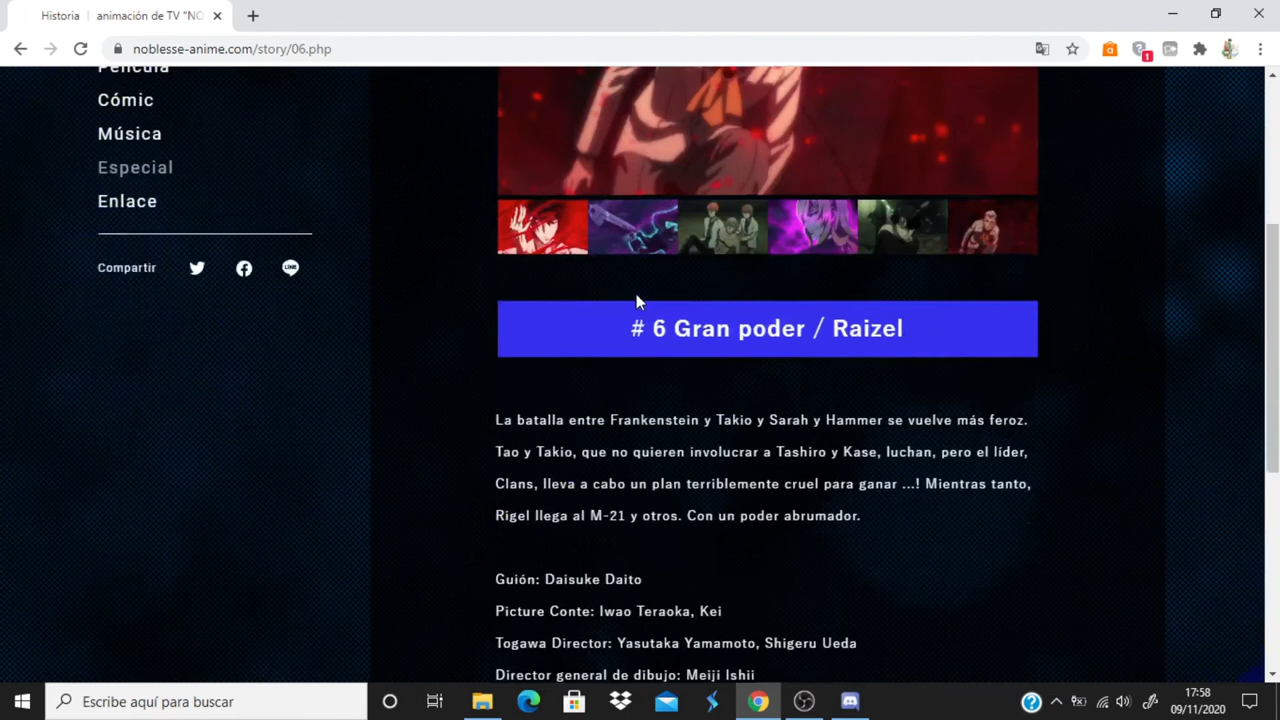 Historia | animación de TV "NO
noblesse-anime.com/story/06.php
1
Película
Cómic
Música
Especial
Enlace
Compartir
LINE
# 6 Gran poder / Raizel
La batalla entre Frankenstein y Takio y Sarah y Hammer se vuelve más feroz.
Tao y Takio, que no quieren involucrar a Tashiro y Kase, luchan, pero el líder,
Clans, lleva a cabo un plan terriblemente cruel para ganar ...! Mientras tanto,
Rigel llega al M-21 y otros. Con un poder abrumador.
Guión: Daisuke Daito
Picture Conte: Iwao Teraoka, Kei
Togawa Director: Yasutaka Yamamoto, Shigeru Ueda
Director general de dibujo: Meiji Ishii
Escribe aquí para buscar
17:58
09/11/2020